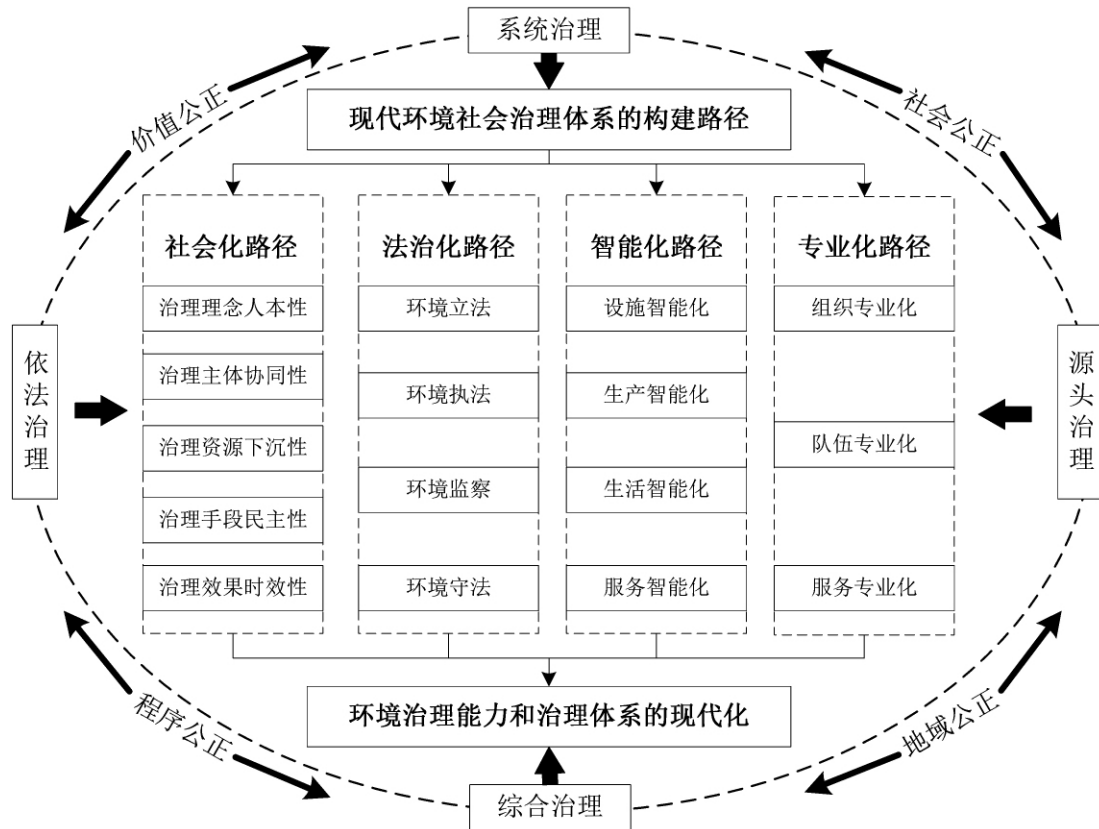 系统治理
价值公正
社会公正
现代环境社会治理体系的构建路径
社会化路径
法治化路径
智能化路径
专业化路径
治理理念人本性
环境立法
设施智能化
组织专业化
治理主体协同性
环境执法
生产智能化
治理资源下沉性
队伍专业化
环境监察
生活智能化
治理手段民主性
治理效果时效性
环境守法
服务智能化
服务专业化
依法治理
源头治理
环境治理能力和治理体系的现代化
程序公正
地域公正
综合治理